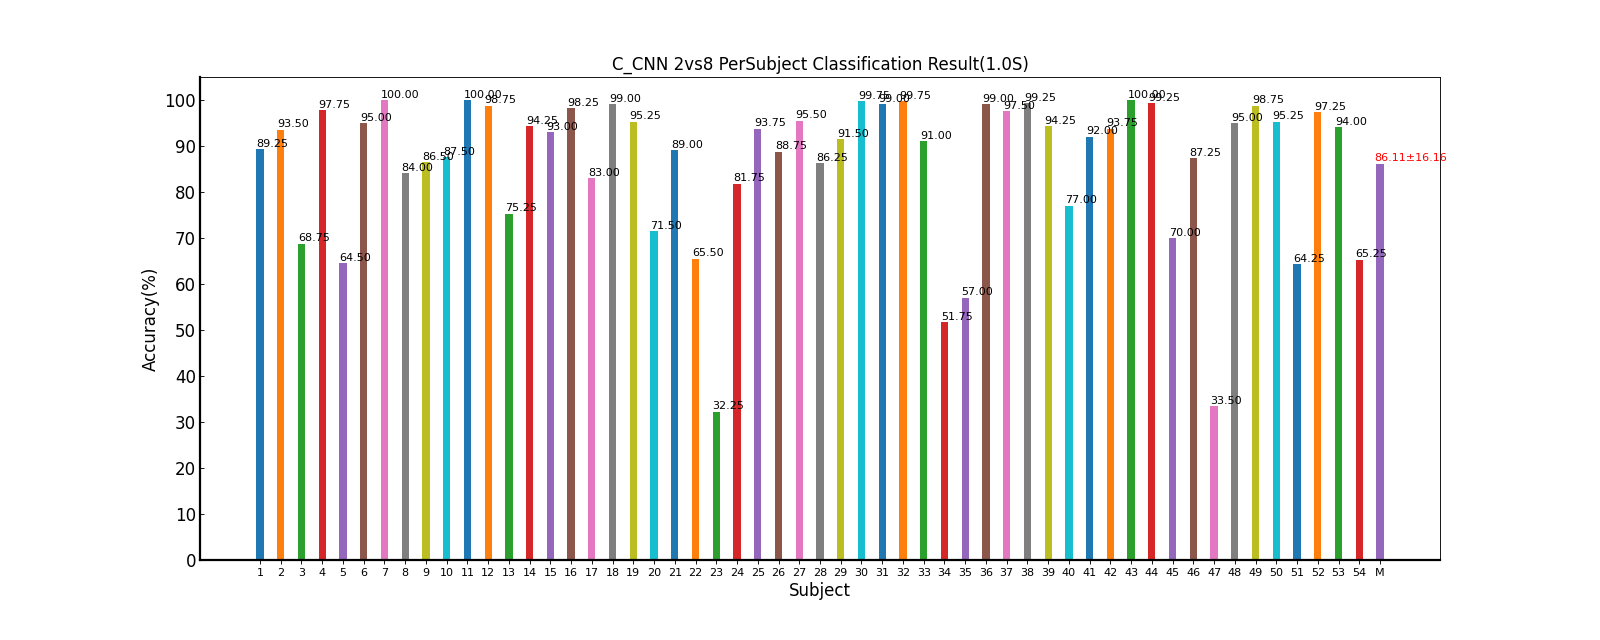 C_CNN 2vs8 PerSubject Classification Result(1.0S)
Accuracy(%)
100
90
80
70
60
50
40
30
20
10
0
89.25 93.50 68.75 97.75 64.50 95.00 100.00 84.00 86.50 87.50 100.00 98.75 75.25 94.25 93.00 98.25 83.00 99.00 95.25 71.50 89.00 65.50 32.25 81.75 93.75 88.75 95.50 86.25 91.50 99.75 99.00 99.75 91.00 51.75 57.00 99.00 97.50 99.25 94.25 77.00 92.00 93.75 100.00 99.25 70.00 87.25 33.50 95.00 98.75 95.25 64.25 97.25 94.00 65.25 86.11±16.16
1 2 3 4 5 6 7 8 9 10 11 12 13 14 15 16 17 18 19 20 21 22 23 24 25 26 27 28 29 30 31 32 33 34 35 36 37 38 39 40 41 42 43 44 45 46 47 48 49 50 51 52 53 54 M
Subject